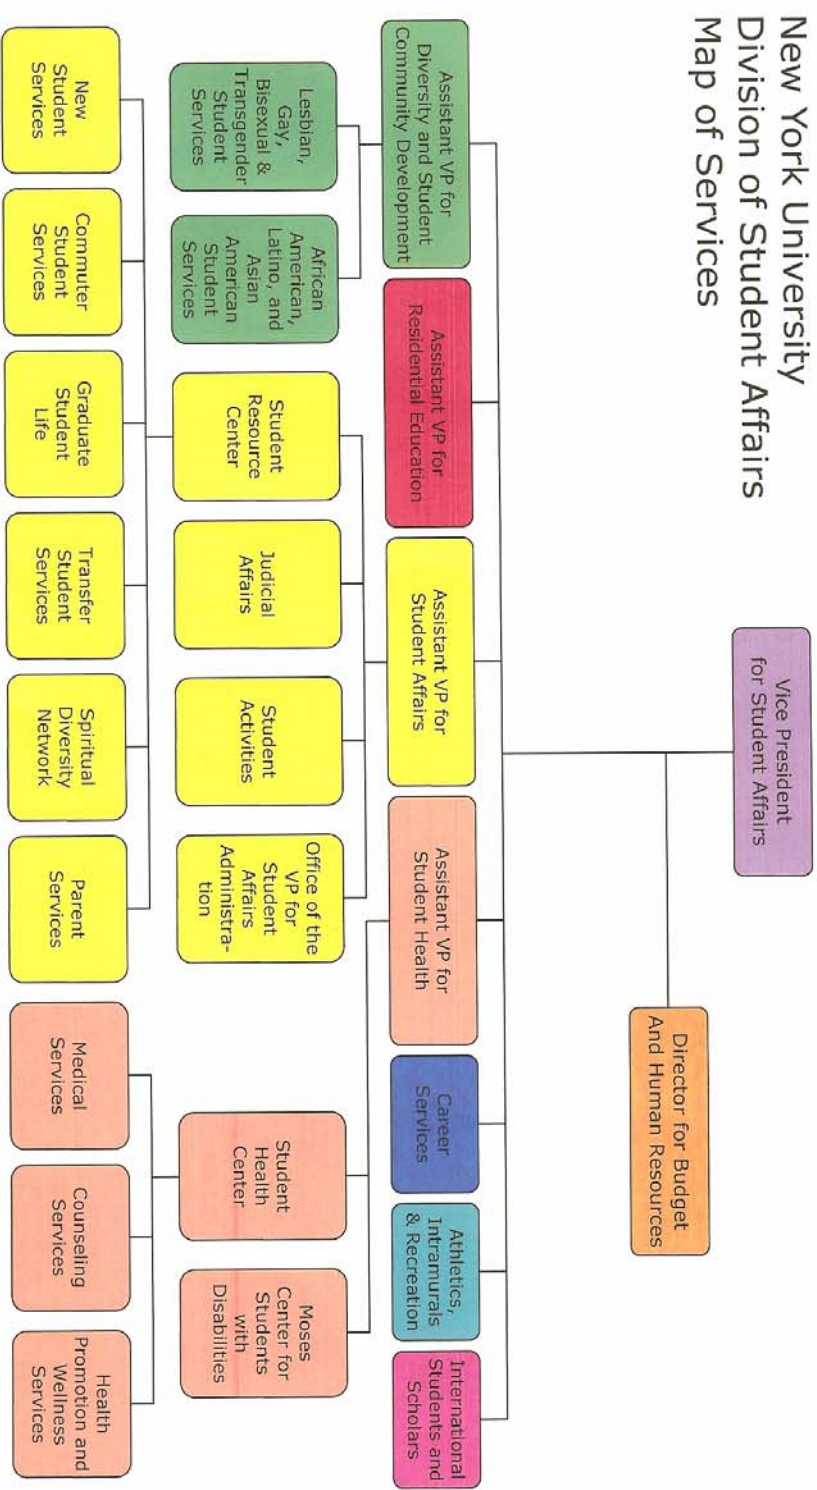 New York University
Division of Student Affairs
Map of Services
Vice President
for Student Affairs
Director for Budget
And Human Resources
Assistant VP for
Diversity and Student
Community Development
Assistant VP for
Residential Education
Assistant VP for
Student Affairs
Assistant VP for
Student Health
Career
Services
Athletics,
Intramurals
& Recreation
International
Students and
Scholars
Lesbian,
Gay,
Bisexual &
Transgender
Student
Services
African
American,
Latino, and
Asian
American
Student
Services
Student
Resource
Center
Judicial
Affairs
Student
Activities
Office of the
VP for
Student
Affairs
Administra-
tion
Student
Health
Center
Moses
Center for
Students
with
Disabilities
New
Student
Services
Commuter
Student
Services
Graduate
Student
Life
Transfer
Student
Services
Spiritual
Diversity
Network
Parent
Services
Medical
Services
Counseling
Services
Health
Promotion and
Wellness
Services